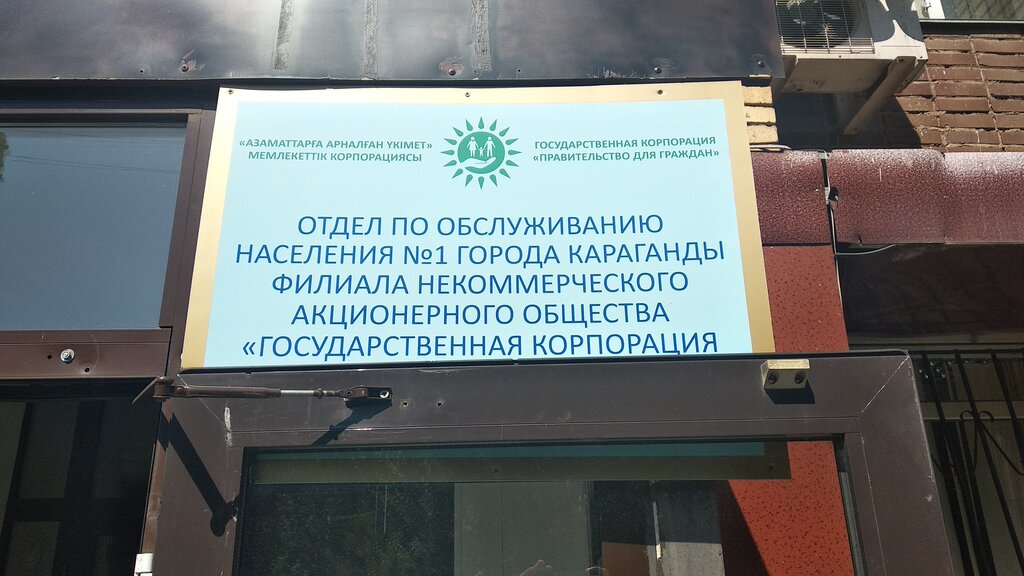 «АЗАМАТТАРҒА АРНАЛҒАН ҮКІМЕТ»
МЕМЛЕКЕТТІК КОРПОРАЦИЯСЫ
ГОСУДАРСТВЕННАЯ КОРПОРАЦИЯ
«ПРАВИТЕЛЬСТВО ДЛЯ ГРАЖДАН»
ОТДЕЛ ПО ОБСЛУЖИВАНИЮ
НАСЕЛЕНИЯ №1 ГОРОДА КАРАГАНДЫ
ФИЛИАЛА НЕКОММЕРЧЕСКОГО
АКЦИОНЕРНОГО ОБЩЕСТВА
«ГОСУДАРСТВЕННАЯ КОРПОРАЦИЯ